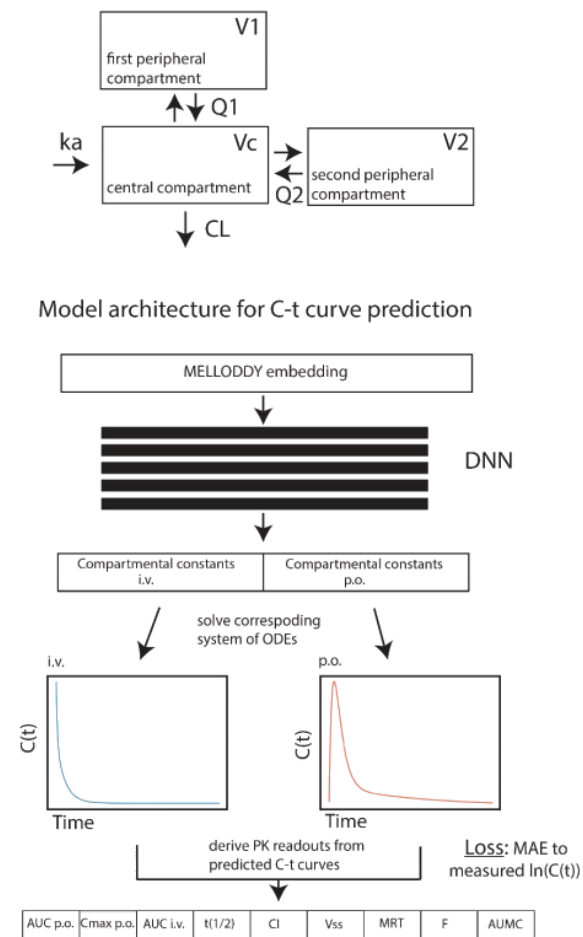 V1
first peripheral
compartment
Q1
ka
Vc
central compartment
V2
second peripheral
compartment
Q2
CL
Model architecture for C-t curve prediction
MELLODDY embedding
DNN
Compartmental constants
i.v.
Compartmental constants
p.o.
solve correspoding
system of ODEs
i.v.
C(t)
Time
p.o.
C(t)
Time
derive PK readouts from
predicted C-t curves
Loss: MAE to
measured ln(C(t))
AUC p.o. Cmax p.o. AUC i.v. t(1/2) Cl Vss MRT F AUMC